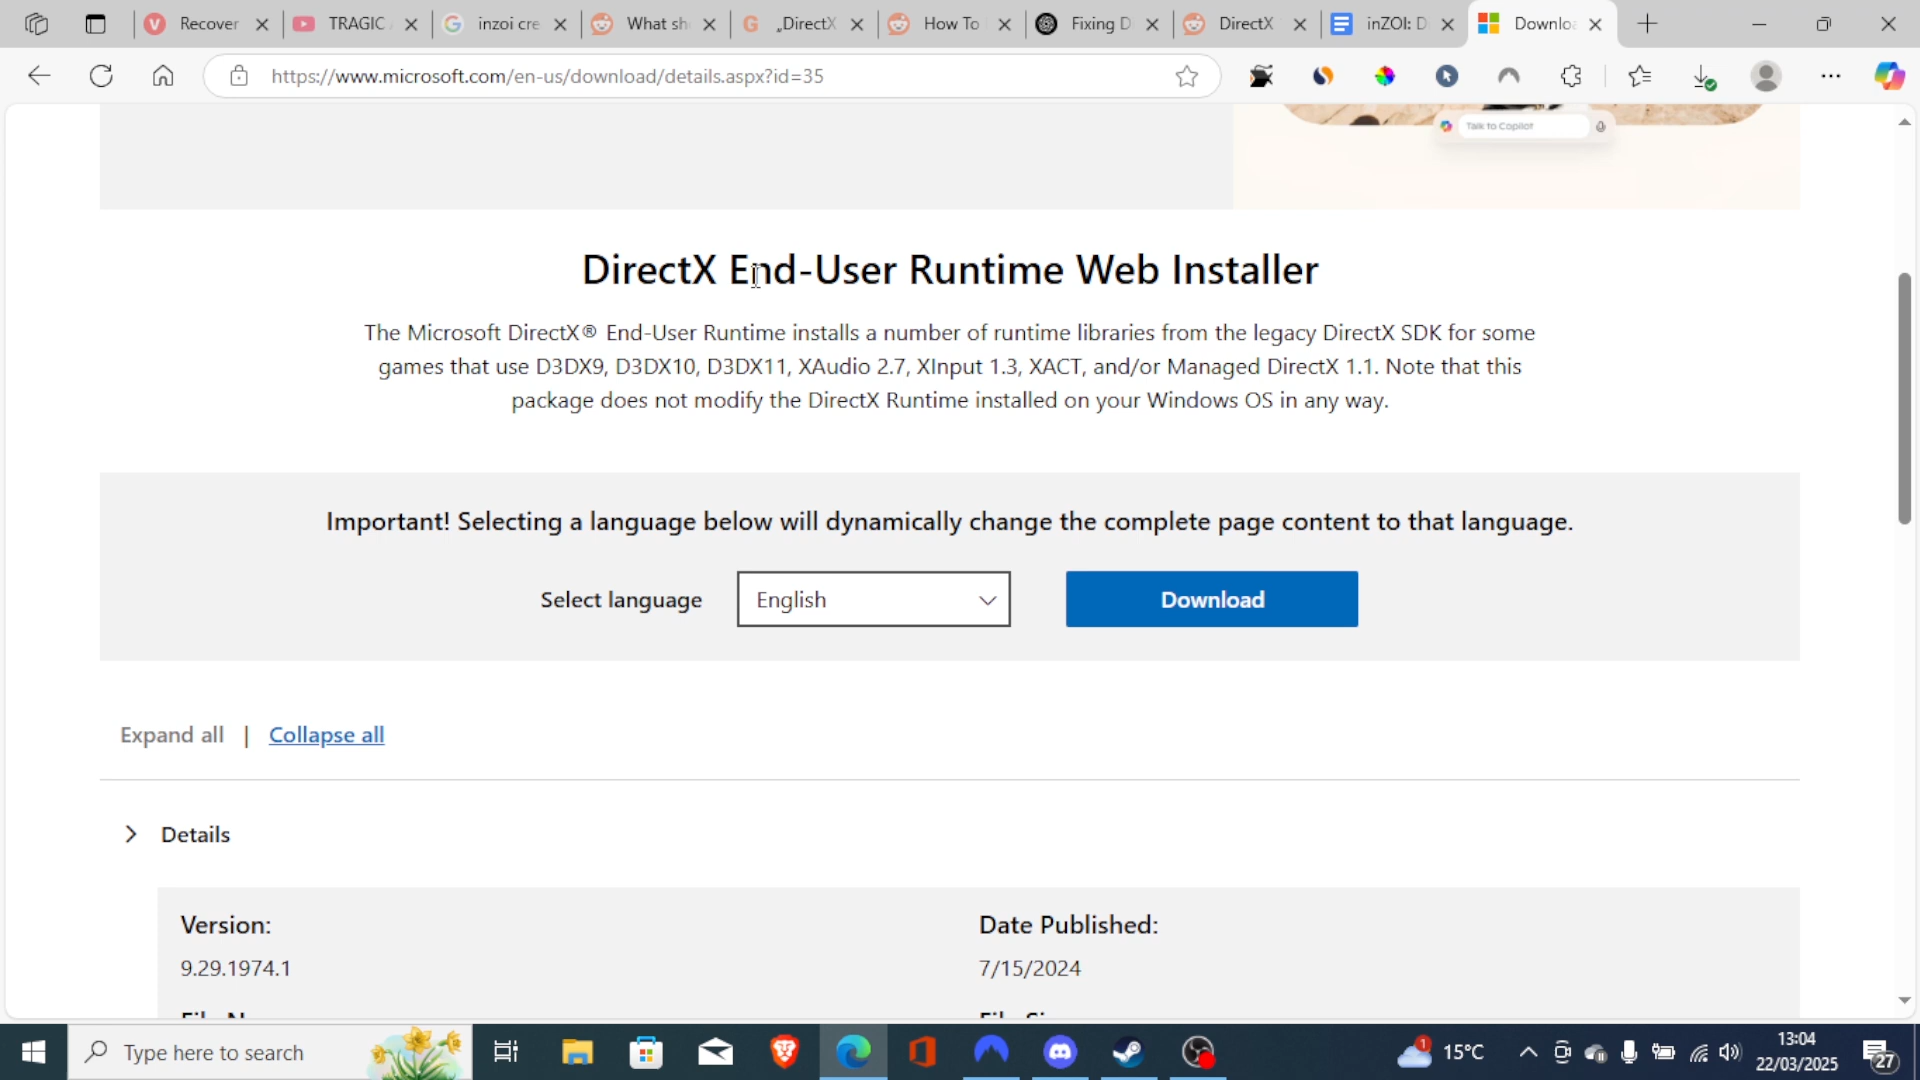 Recover
TRAGIC
inzoi cre
What sh
„DirectX
How To
Fixing D
DirectX
inZOI: D
Downloa
https://www.microsoft.com/en-us/download/details.aspx?id=35
Talk to Copilot
DirectX End-User Runtime Web Installer
The Microsoft DirectX® End-User Runtime installs a number of runtime libraries from the legacy DirectX SDK for some
games that use D3DX9, D3DX10, D3DX11, XAudio 2.7, XInput 1.3, XACT, and/or Managed DirectX 1.1. Note that this
package does not modify the DirectX Runtime installed on your Windows OS in any way.
Important! Selecting a language below will dynamically change the complete page content to that language.
Select language English Download
Expand all | Collapse all
Details
Version: Date Published:
9.29.1974.1 7/15/2024
Type here to search
1
15°C
13:04
22/03/2025
27